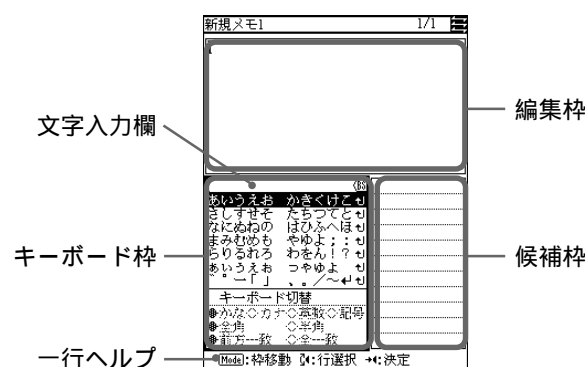 新規メモ1 1/1
編集枠
文字入力欄
BS
あいうえお かきくけこ
さしすせそ たちつてと
なにぬねの はひふへほ
まみむめも やゆよ；：
らりるれろ わをん！？
ぁぃぅぇぉ っゃゅょ
゛゜ー「」 、。／～
キーボード枠
候補枠
キーボード切替
かな◇カナ◇英数◇記号
全角 ◇半角
前方一致 ◇全一致
一行ヘルプ
Mode:枠移動 :行選択 :決定